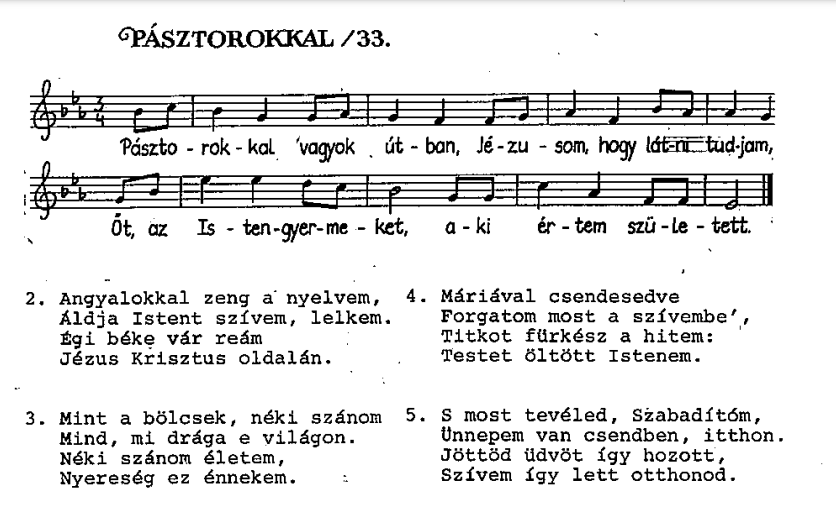 PÁSZTOROKKAL /33.
Pászto - rok - kal vagyok út - ban, Jé - zu - som, hogy lát-ni tud-jam,
Őt, az Is - ten-gyer-me - ket, a - ki ér - tem szü - le - tett.
2. Angyalokkal zeng a nyelvem,
Áldja Istent szívem, lelkem.
Égi béke vár reám
Jézus Krisztus oldalán.
3. Mint a bölcsek, néki szánom
Mind, mi drága e világon.
Néki szánom életem,
Nyereség ez énnekem.
4. Máriával csendesedve
Forgatom most a szívembe',
Titkot fürkész a hitem:
Testet öltött Istenem.
5. S most tevéled, Szabadítóm,
Ünnepem van csendben, itthon.
Jöttöd üdvöt így hozott,
Szívem így lett otthonod.